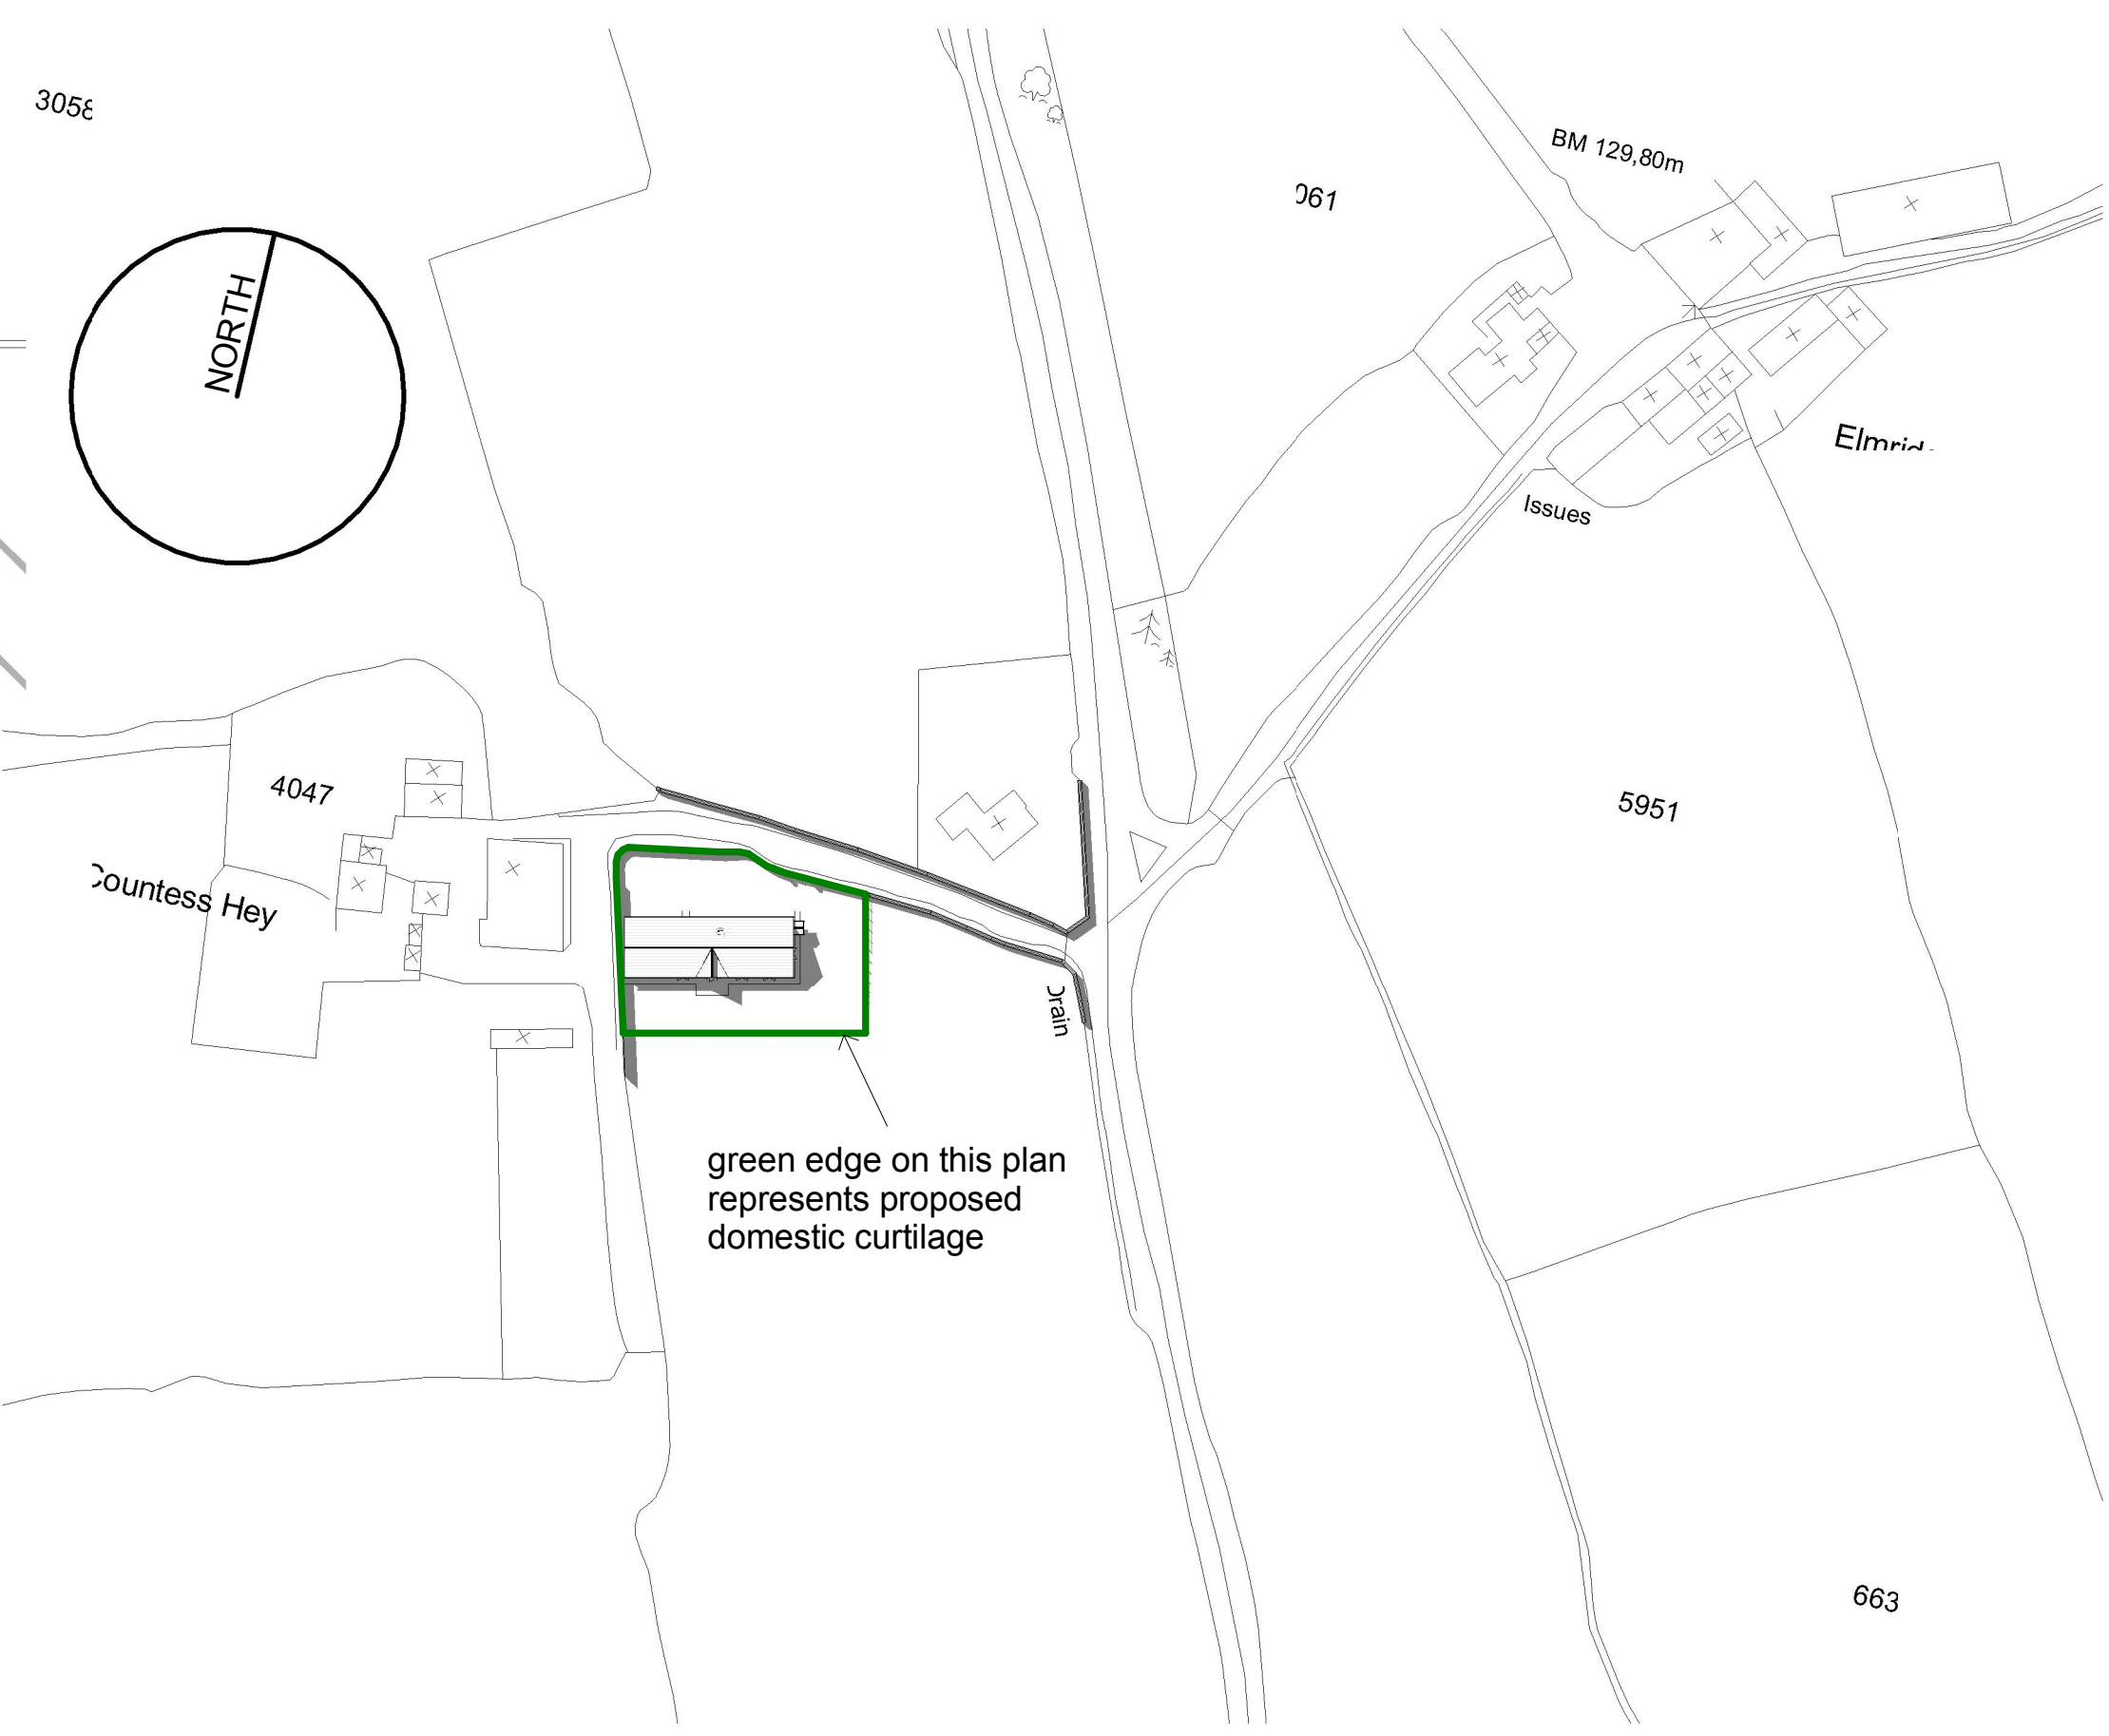 3058
BM 129,80m
061
NORTH
Elmrid
Issues
4047
5951
Countess Hey
Drain
green edge on this plan
represents proposed
domestic curtilage
663